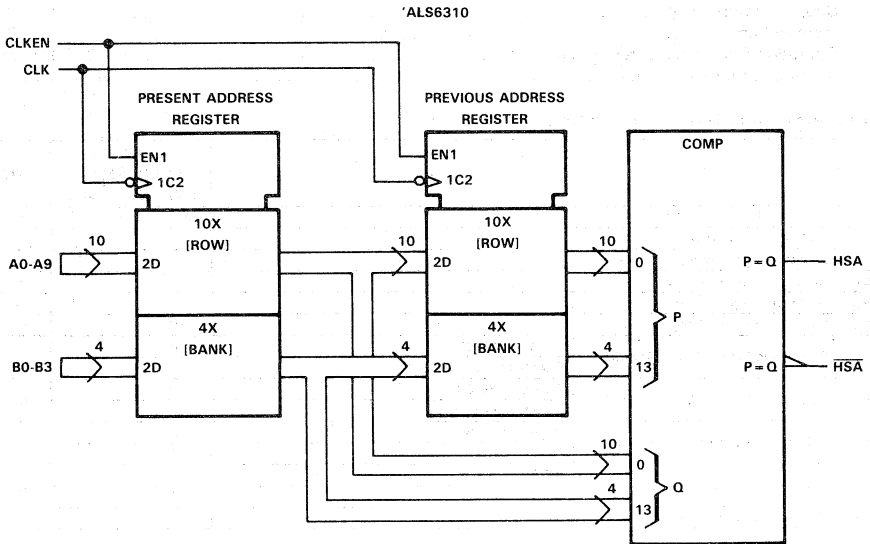 'ALS6310
CLKEN
CLK
PRESENT ADDRESS
REGISTER
PREVIOUS ADDRESS
REGISTER
EN1
1C2
EN1
1C2
COMP
10X
[ROW]
10X
[ROW]
A0-A9
10
2D
10
2D
10
0
P = Q
HSA
P
4X
[BANK]
4X
[BANK]
B0-B3
4
2D
4
2D
4
13
P = Q
HSA
10
0
Q
4
13